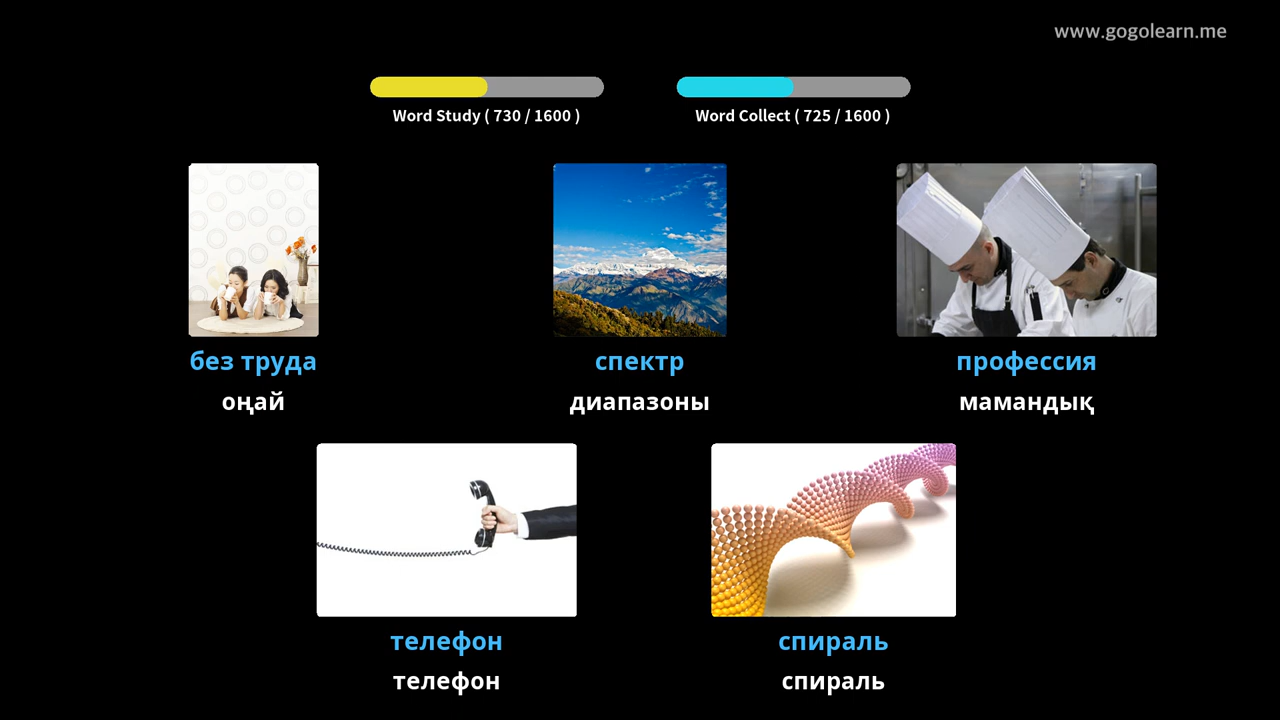 www.gogolearn.me
Word Study ( 730 / 1600 )
Word Collect ( 725 / 1600 )
без труда
оңай
спектр
диапазоны
профессия
мамандық
телефон
телефон
спираль
спираль